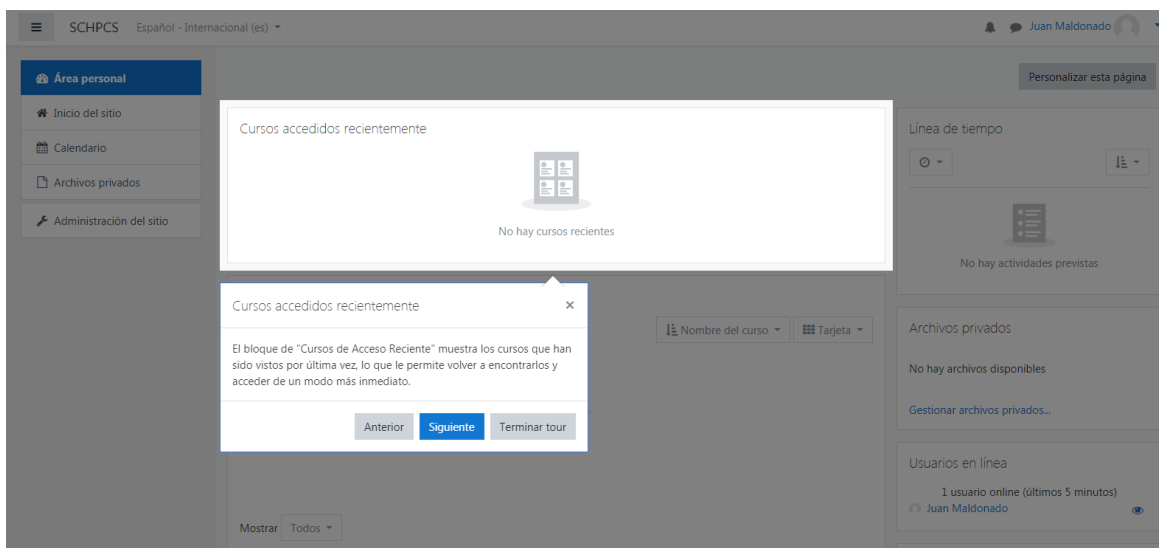 SCHPCS Español - Internacional (es)
Juan Maldonado
Área personal
Inicio del sitio
Calendario
Archivos privados
Administración del sitio
Personalizar esta página
Cursos accedidos recientemente
No hay cursos recientes
Cursos accedidos recientemente ×
El bloque de "Cursos de Acceso Reciente" muestra los cursos que han
sido vistos por última vez, lo que le permite volver a encontrarlos y
acceder de un modo más inmediato.
Anterior Siguiente Terminar tour
Nombre del curso Tarjeta
Mostrar Todos
Línea de tiempo
No hay actividades previstas
Archivos privados
No hay archivos disponibles
Gestionar archivos privados...
Usuarios en línea
1 usuario online (últimos 5 minutos)
Juan Maldonado